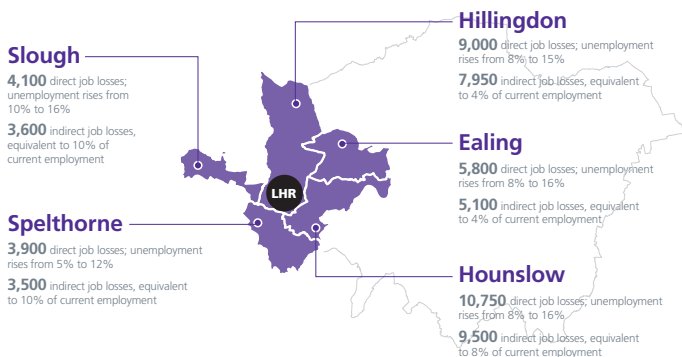 Slough
4,100 direct job losses;
unemployment rises from
10% to 16%
3,600 indirect job losses,
equivalent to 10% of
current employment
Spelthorne
3,900 direct job losses; unemployment
rises from 5% to 12%
3,500 indirect job losses, equivalent
to 10% of current employment
LHR
Hillingdon
9,000 direct job losses; unemployment
rises from 8% to 15%
7,950 indirect job losses, equivalent
to 4% of current employment
Ealing
5,800 direct job losses; unemployment
rises from 8% to 16%
5,100 indirect job losses, equivalent
to 4% of current employment
Hounslow
10,750 direct job losses; unemployment
rises from 8% to 16%
9,500 indirect job losses, equivalent
to 8% of current employment